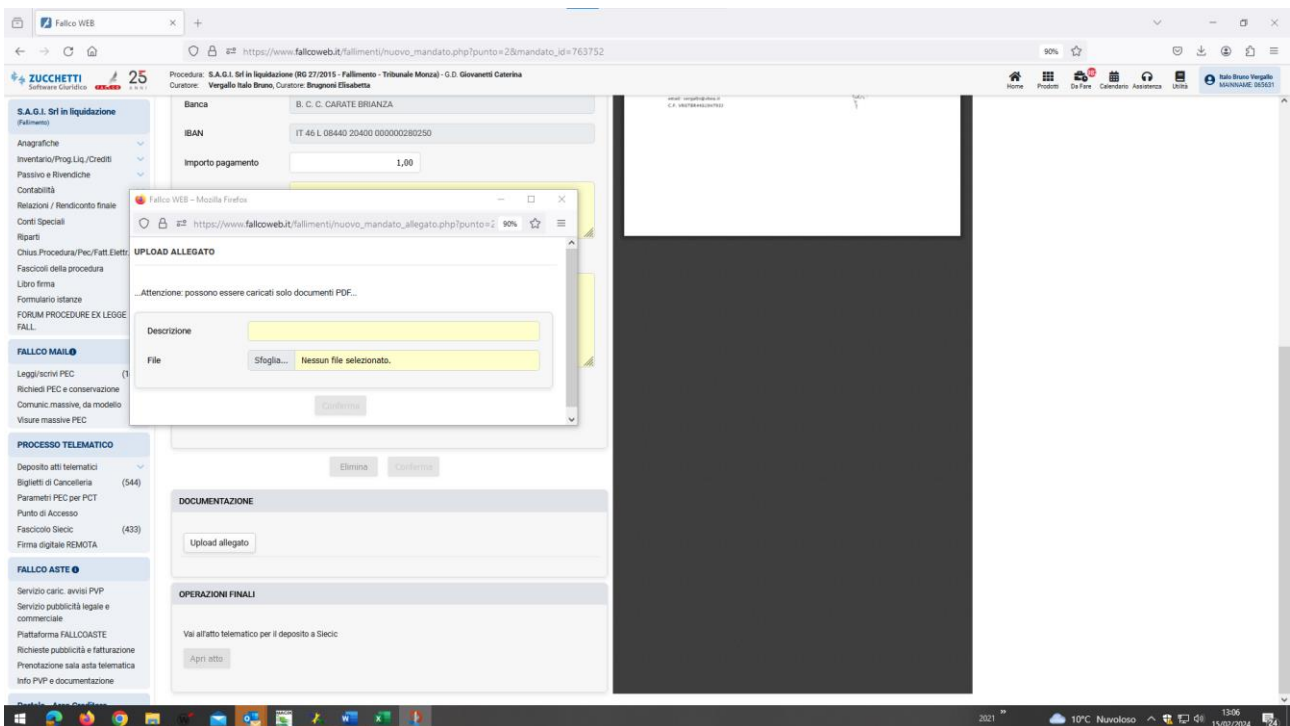 Fallco WEB
https://www.fallcoweb.it/fallimenti/nuovo_mandato.php?punto=2&mandato_id=763752
90%
ZUCCHETTI
Software Giuridico
25
ANNI
Procedura: S.A.G.I. Srl in liquidazione (RG 27/2015 - Fallimento - Tribunale Monza) - G.D. Giovanetti Caterina
Curatore: Vergallo Italo Bruno, Curatore: Brugnoni Elisabetta
Home
Prodotti
Da Fare
Calendario
Assistenza
Utilità
Italo Bruno Vergallo
MAINNAME 065631
S.A.G.I. Srl in liquidazione
(Fallimento)
Anagrafiche
Inventario/Prog.Liq./Crediti
Passivo e Rivendiche
Contabilità
Relazioni / Rendiconto finale
Conti Speciali
Riparti
Chius.Procedura/Pec/Fatt.Elettr.
Fascicoli della procedura
Libro firma
Formulario istanze
FORUM PROCEDURE EX LEGGE
FALL.
FALLCO MAIL
Leggi/scrivi PEC
Richiedi PEC e conservazione
Comunic.massive, da modello
Visure massive PEC
PROCESSO TELEMATICO
Deposito atti telematici
Biglietti di Cancelleria (544)
Parametri PEC per PCT
Punto di Accesso
Fascicolo Siecic (433)
Firma digitale REMOTA
FALLCO ASTE
Servizio caric. avvisi PVP
Servizio pubblicità legale e
commerciale
Piattaforma FALLCOASTE
Richieste pubblicità e fatturazione
Prenotazione sala asta telematica
Info PVP e documentazione
Banca
B. C. C. CARATE BRIANZA
IBAN
IT 46 L 08440 20400 000000280250
Importo pagamento
1,00
Fallco WEB – Mozilla Firefox
https://www.fallcoweb.it/fallimenti/nuovo_mandato_allegato.php?punto=2
90%
UPLOAD ALLEGATO
...Attenzione: possono essere caricati solo documenti PDF...
Descrizione
File
Sfoglia...
Nessun file selezionato.
Conferma
Elimina
Conferma
DOCUMENTAZIONE
Upload allegato
OPERAZIONI FINALI
Vai all'atto telematico per il deposito a Siecic
Apri atto
2021
10°C Nuvoloso
13:06
15/02/2024